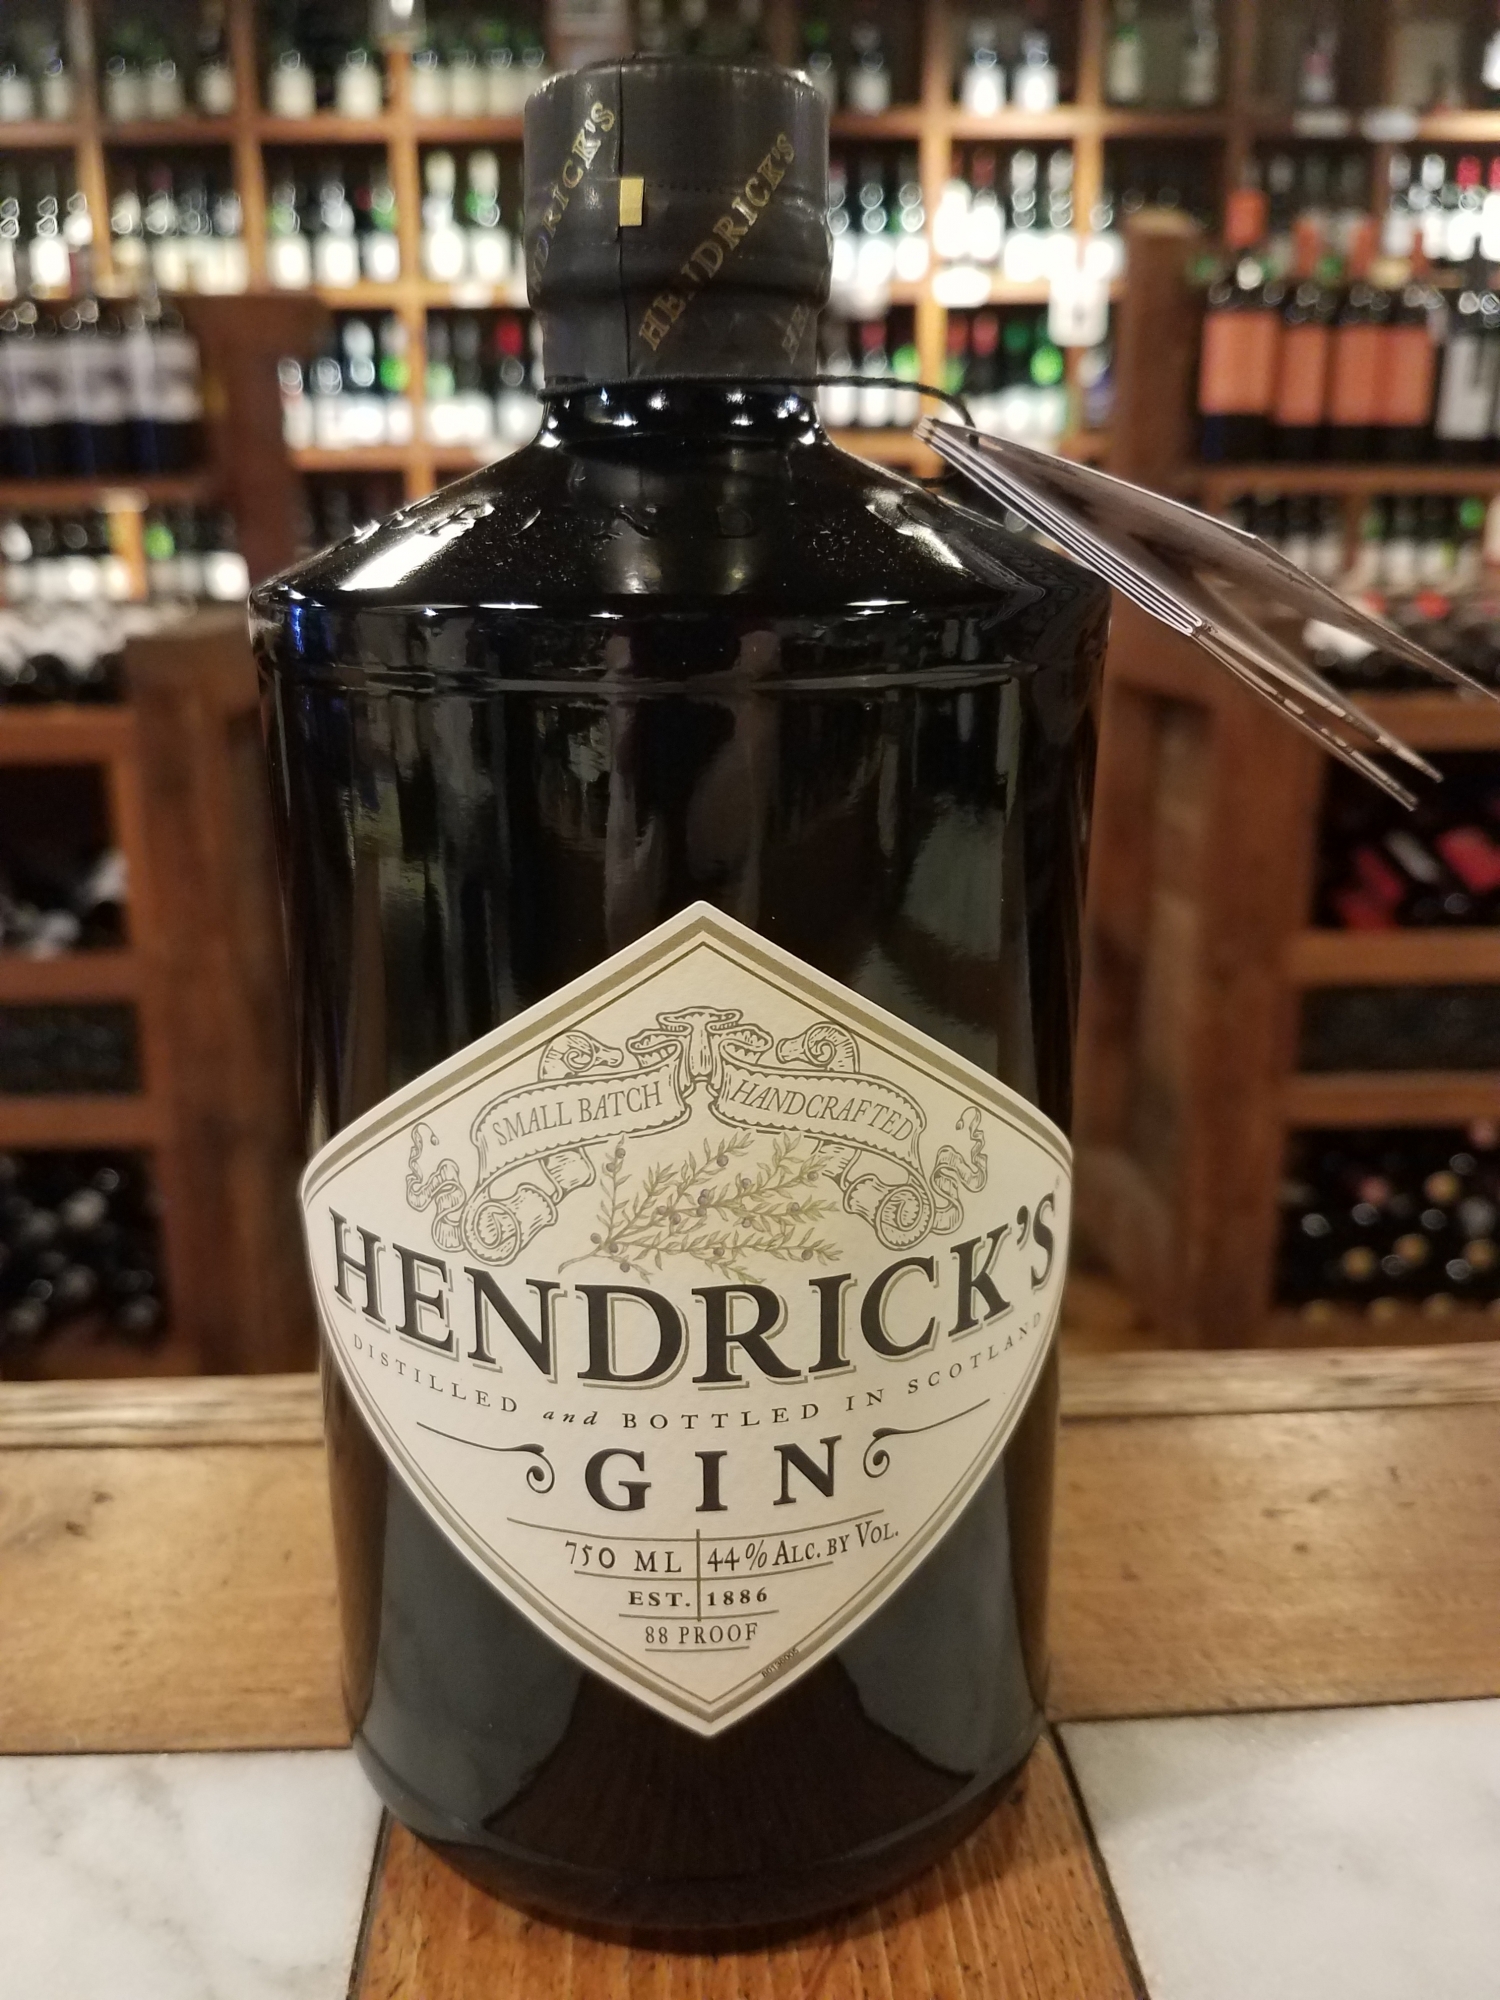 HENDRICK'S
HENDRICK'S
SMALL BATCH HANDCRAFTED
HENDRICK'S
DISTILLED and BOTTLED IN SCOTLAND
GIN
750 ML 44% ALC. BY VOL.
EST. 1886
88 PROOF